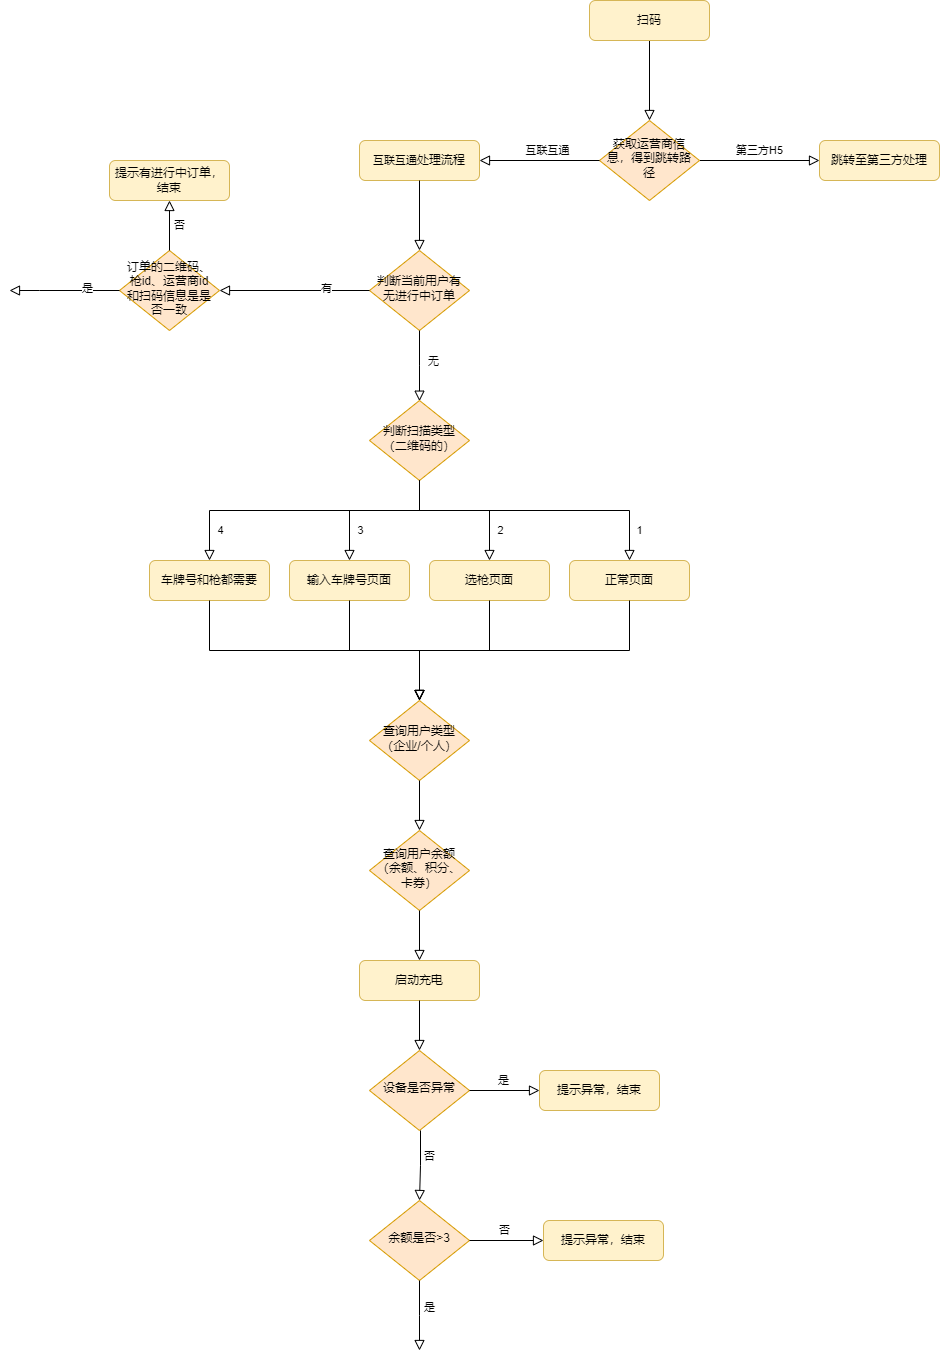 扫码
获取运营商信
息，得到跳转路
径
互联互通
第三方H5
互联互通处理流程
跳转至第三方处理
提示有进行中订单，
结束
否
订单的二维码、
枪id、运营商id
和扫码信息是是
否一致
是
有
判断当前用户有
无进行中订单
无
判断扫描类型
（二维码的）
4
3
2
1
车牌号和枪都需要
输入车牌号页面
选枪页面
正常页面
查询用户类型
（企业/个人）
查询用户余额
（余额、积分、
卡券）
启动充电
设备是否异常
是
提示异常，结束
否
余额是否>3
否
提示异常，结束
是